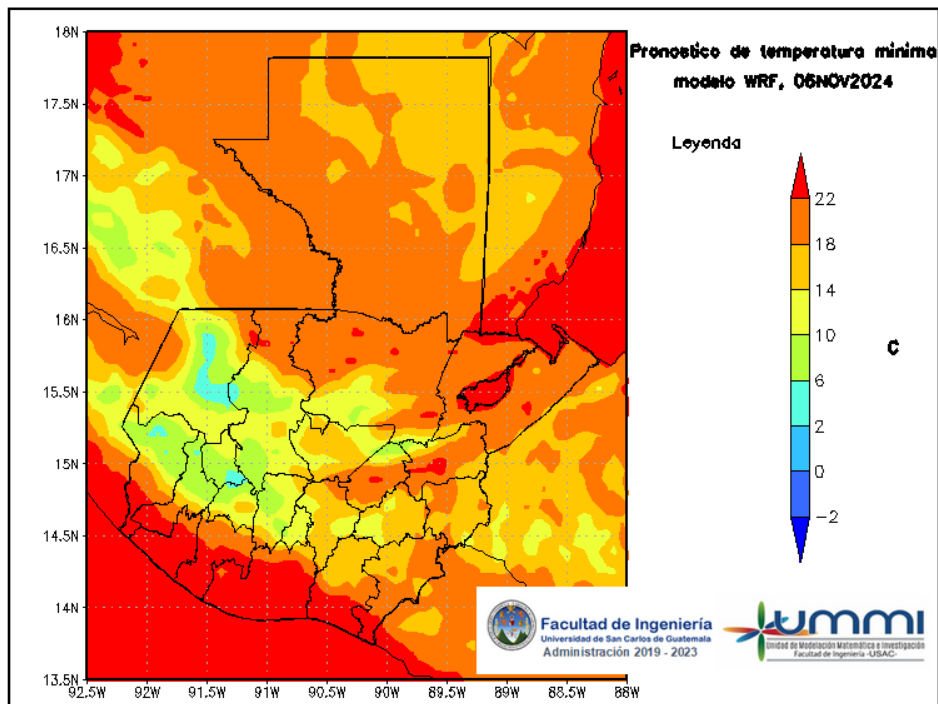 Pronostico de temperatura minima
modelo WRF, 06NOV2024
Leyenda
22
18
14
10
6
2
0
−2
C
18N
17.5N
17N
16.5N
16N
15.5N
15N
14.5N
14N
13.5N
92.5W 92W 91.5W 91W 90.5W 90W 89.5W 89W 88.5W 88W
Facultad de Ingeniería
Universidad de San Carlos de Guatemala
Administración 2019 - 2023
UMMI
Unidad de Modelación Matemática e Investigación
Facultad de Ingeniería -USAC-